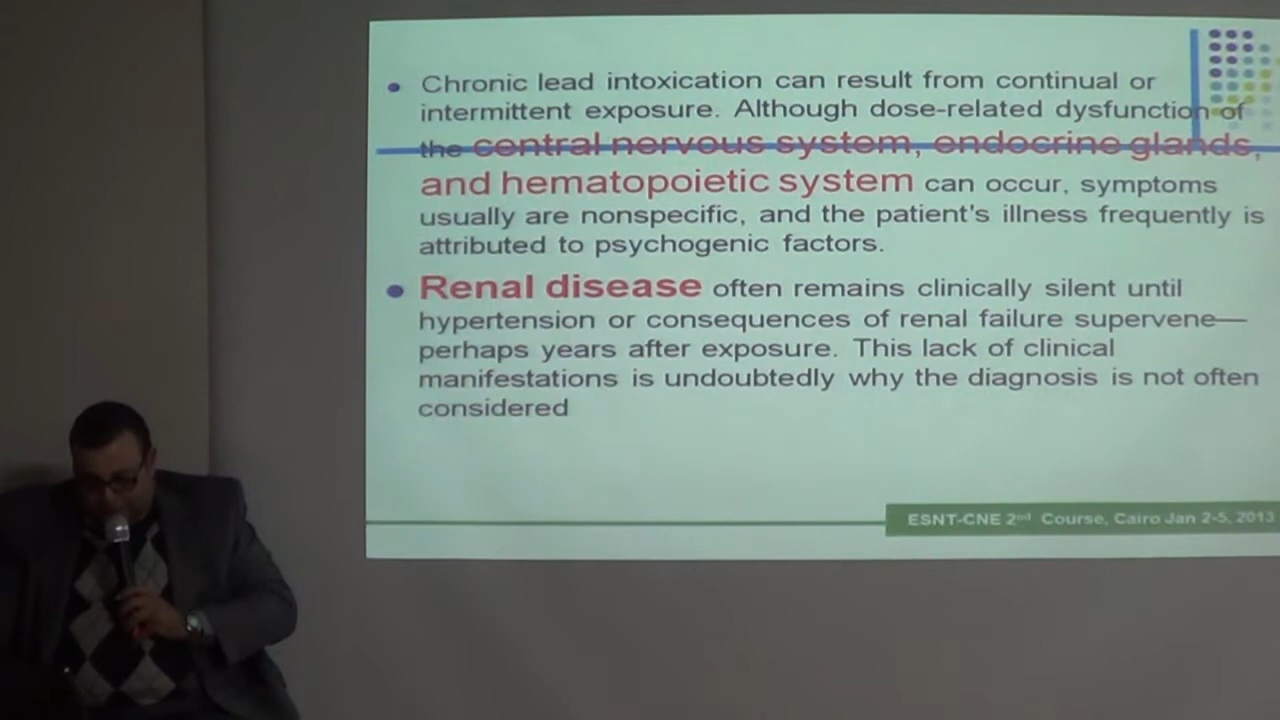 Chronic lead intoxication can result from continual or
intermittent exposure. Although dose-related dysfunction of
the central nervous system, endocrine glands,
and hematopoietic system can occur, symptoms
usually are nonspecific, and the patient's illness frequently is
attributed to psychogenic factors.
Renal disease often remains clinically silent until
hypertension or consequences of renal failure supervene—
perhaps years after exposure. This lack of clinical
manifestations is undoubtedly why the diagnosis is not often
considered
ESNT-CNE 2nd Course, Cairo Jan 2-5, 2013